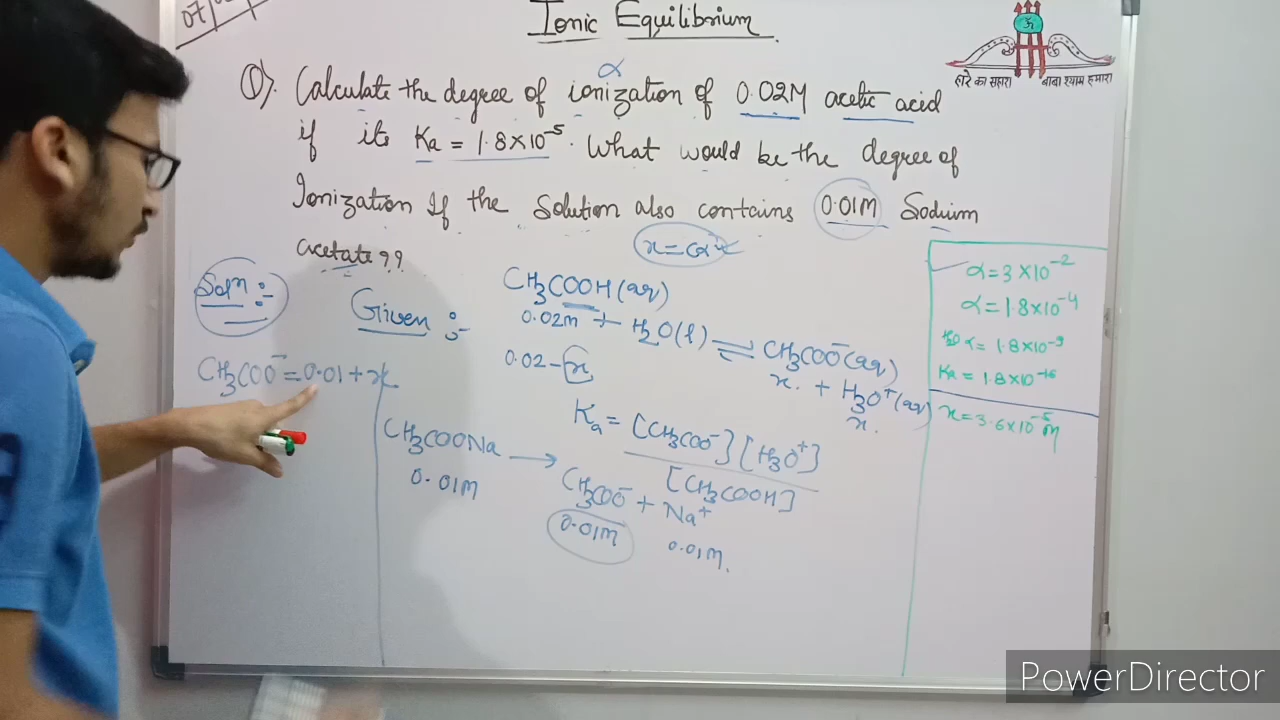 07
Ionic Equilibrium
हारे का सहारा बाबा श्याम हमारा
ॐ
α
Q). Calculate the degree of ionization of 0.02M acetic acid
if its Ka = 1.8×10⁻⁵. What would be the degree of
Ionization If the Solution also contains 0.01M Sodium
acetate ??
x = cα
Soln :-
Given :-
CH₃COOH(aq)
0.02m + H₂O(l) ⇌ CH₃COO⁻(aq)
0.02-x
x. + H₃O⁺(aq)
x.
CH₃COO⁻ = 0.01 + x
Ka = [CH₃COO⁻][H₃O⁺]
[CH₃COOH]
CH₃COONa →
0.01M
CH₃COO⁻ + Na⁺
0.01M 0.01M.
α = 3×10⁻²
α = 1.8×10⁻⁴
α = 1.8×10⁻⁹
Ka = 1.8×10⁻¹⁶
x = 3.6×10⁻⁵ M
PowerDirector